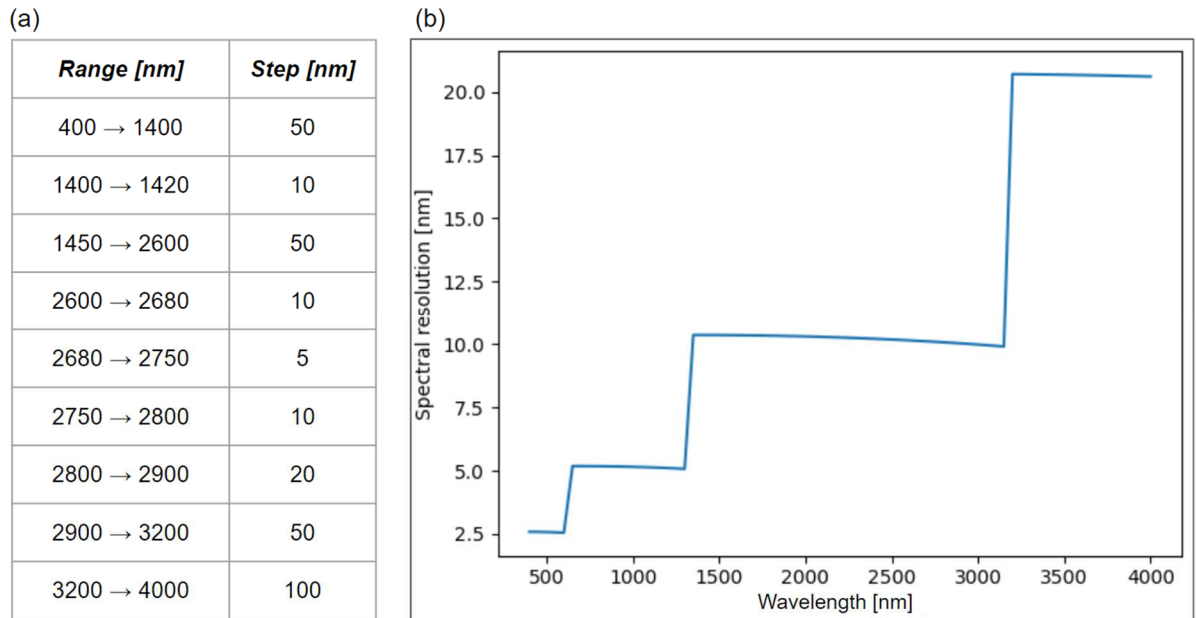 (a)
Range [nm] Step [nm]
400 → 1400 50
1400 → 1420 10
1450 → 2600 50
2600 → 2680 10
2680 → 2750 5
2750 → 2800 10
2800 → 2900 20
2900 → 3200 50
3200 → 4000 100
(b)
Spectral resolution [nm]
20.0
17.5
15.0
12.5
10.0
7.5
5.0
2.5
500 1000 1500 2000 2500 3000 3500 4000
Wavelength [nm]